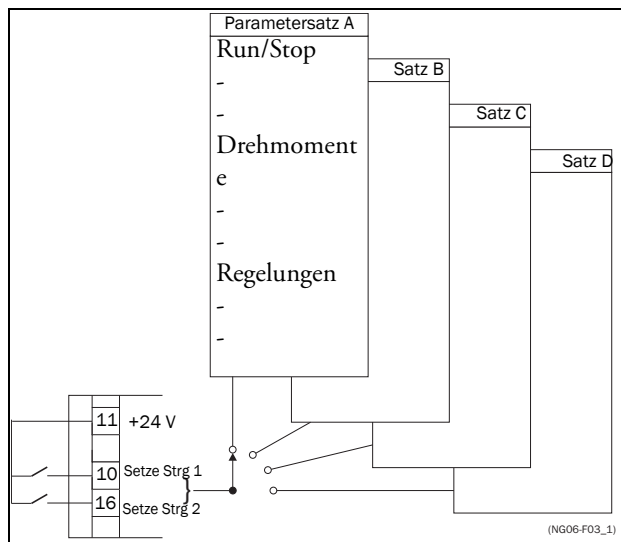 Parametersatz A
Run/Stop
-
-
Drehmoment
e
-
-
Regelungen
-
-
Satz B
Satz C
Satz D
11 +24 V
10 Setze Strg 1
16 Setze Strg 2
}
(NG06-F03_1)